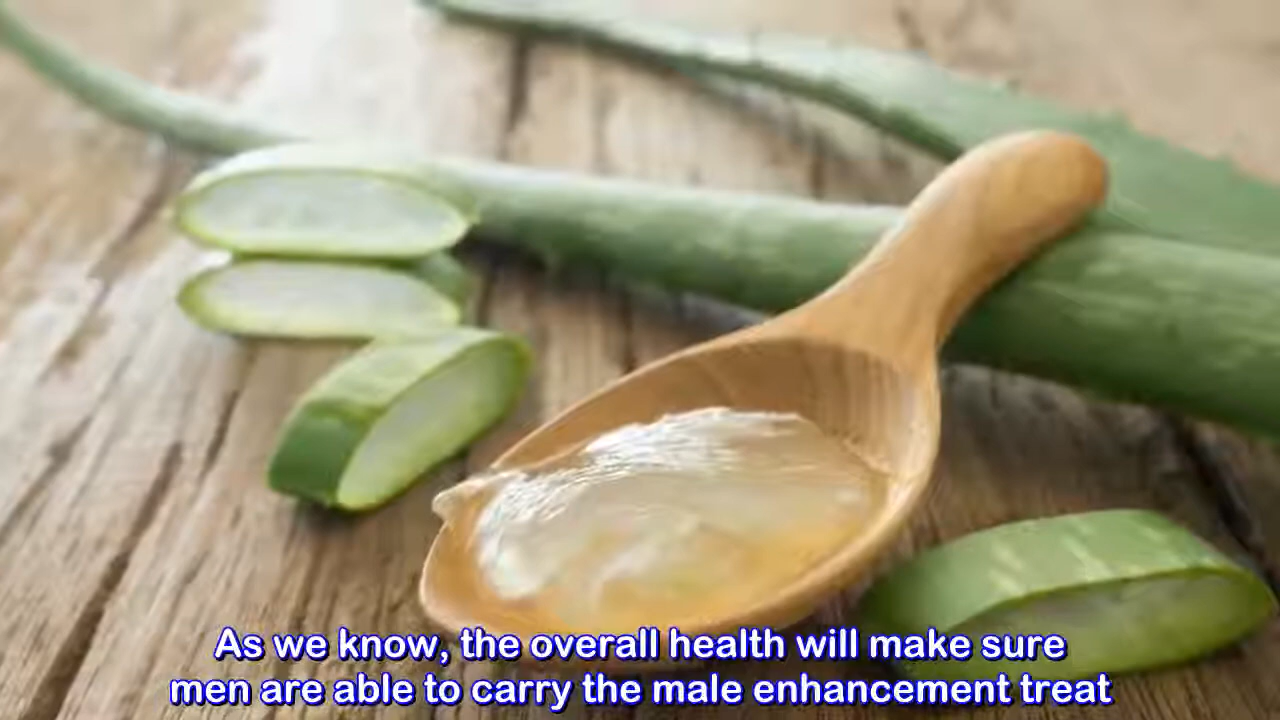 As we know, the overall health will make sure
men are able to carry the male enhancement treat